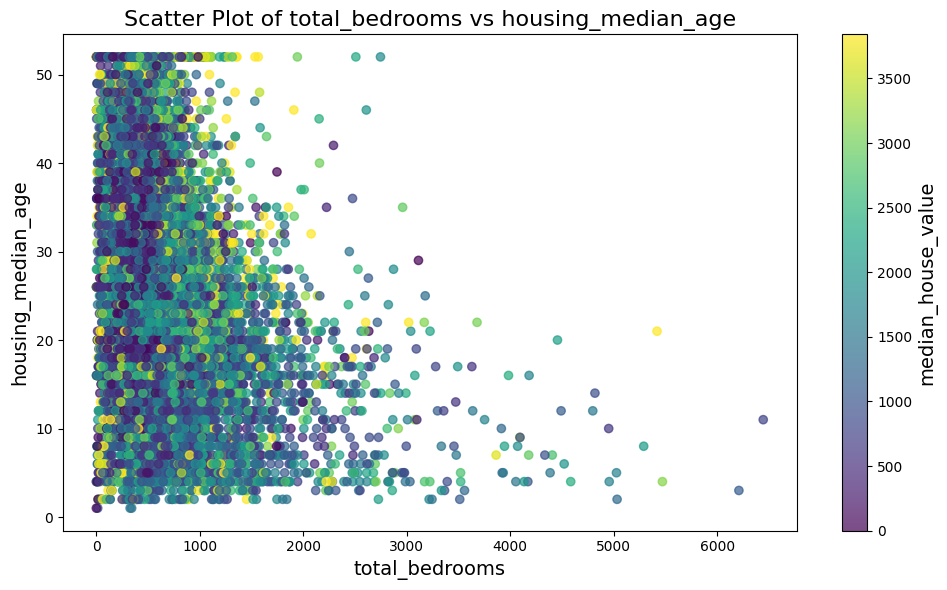 Scatter Plot of total_bedrooms vs housing_median_age
housing_median_age
50
40
30
20
10
0
0 1000 2000 3000 4000 5000 6000
total_bedrooms
3500
3000
2500
2000
1500
1000
500
0
median_house_value